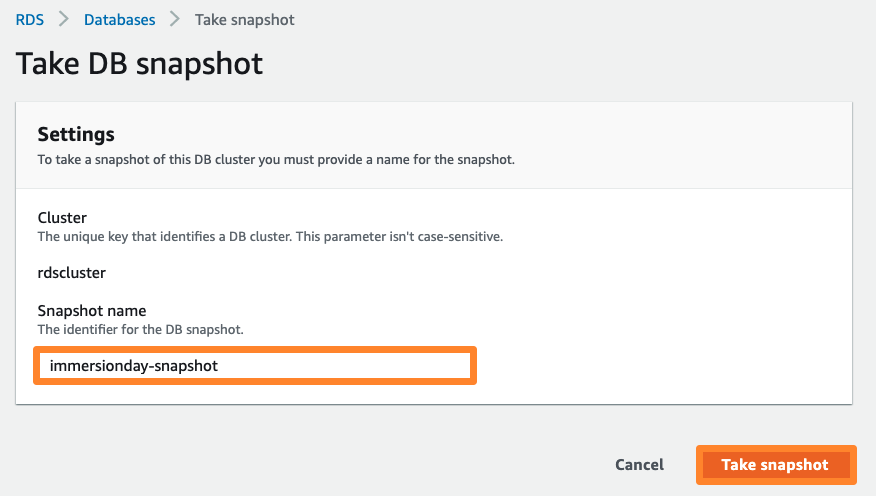 RDS > Databases > Take snapshot
Take DB snapshot
Settings
To take a snapshot of this DB cluster you must provide a name for the snapshot.
Cluster
The unique key that identifies a DB cluster. This parameter isn't case-sensitive.
rdscluster
Snapshot name
The identifier for the DB snapshot.
immersionday-snapshot
Cancel Take snapshot